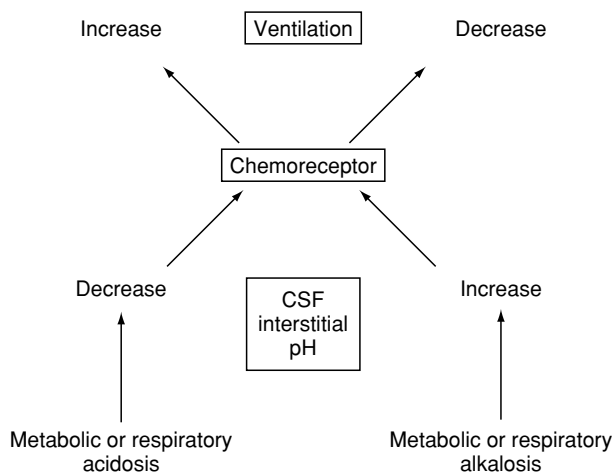 Increase
Ventilation
Decrease
Chemoreceptor
Decrease
CSF
interstitial
pH
Increase
Metabolic or respiratory
acidosis
Metabolic or respiratory
alkalosis